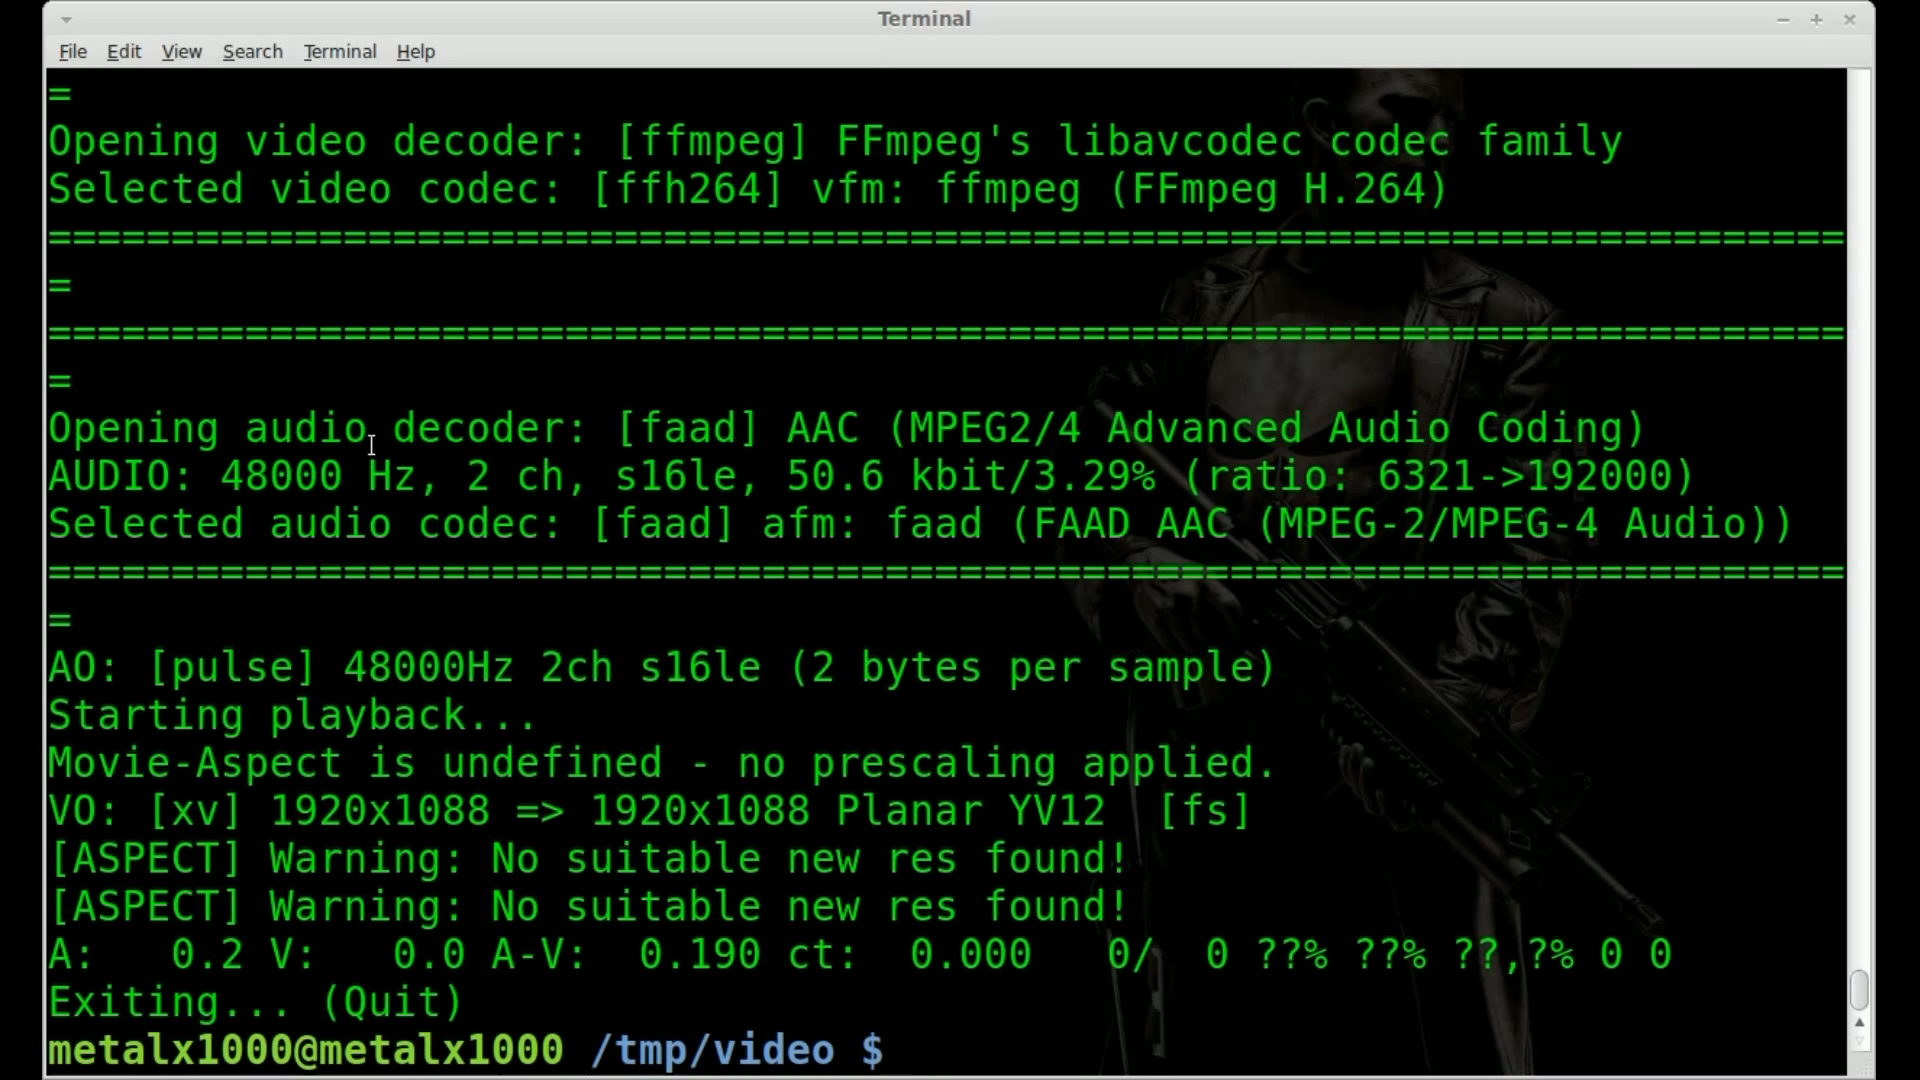 Terminal
File Edit View Search Terminal Help
=
Opening video decoder: [ffmpeg] FFmpeg's libavcodec codec family
Selected video codec: [ffh264] vfm: ffmpeg (FFmpeg H.264)
=========================================================================
=
=========================================================================
=
Opening audio decoder: [faad] AAC (MPEG2/4 Advanced Audio Coding)
AUDIO: 48000 Hz, 2 ch, s16le, 50.6 kbit/3.29% (ratio: 6321->192000)
Selected audio codec: [faad] afm: faad (FAAD AAC (MPEG-2/MPEG-4 Audio))
=========================================================================
=
AO: [pulse] 48000Hz 2ch s16le (2 bytes per sample)
Starting playback...
Movie-Aspect is undefined - no prescaling applied.
VO: [xv] 1920x1088 => 1920x1088 Planar YV12  [fs]
[ASPECT] Warning: No suitable new res found!
[ASPECT] Warning: No suitable new res found!
A:   0.2 V:   0.0 A-V:  0.190 ct:  0.000   0/  0 ??% ??% ??,?% 0 0
Exiting... (Quit)
metalx1000@metalx1000 /tmp/video $